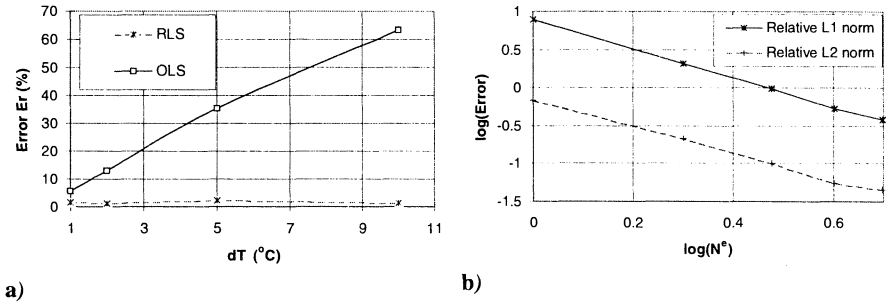 70
60
50
40
30
20
10
0
Error Er (%)
RLS
OLS
1
3
5
7
9
11
dT (°C)
a)
1
0.5
0
-0.5
-1
-1.5
log(Error)
Relative L1 norm
Relative L2 norm
0
0.2
0.4
0.6
log(Nᵉ)
b)